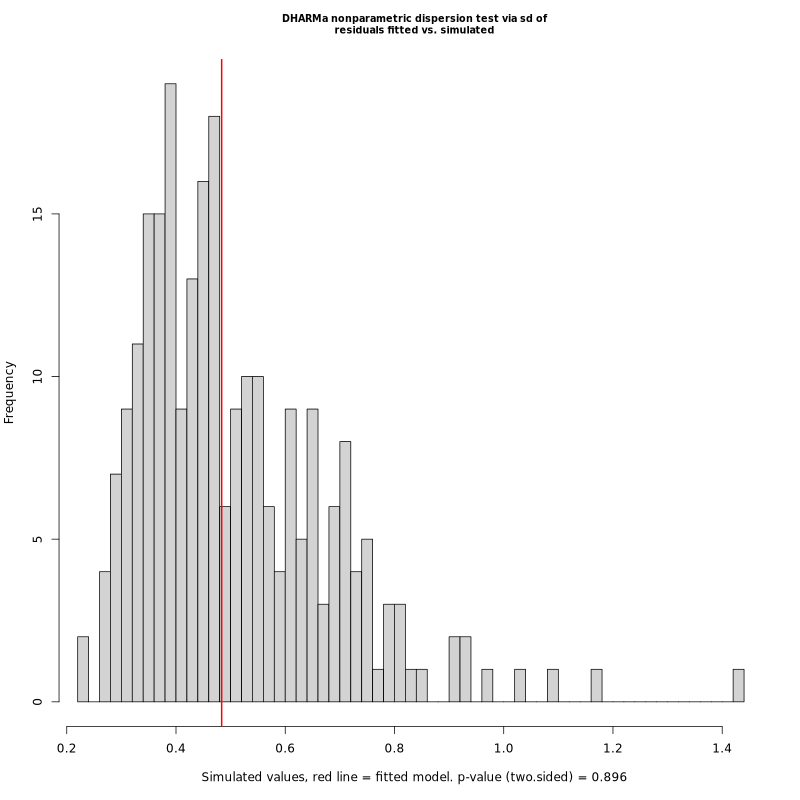 DHARMa nonparametric dispersion test via sd of
residuals fitted vs. simulated
Frequency
15
10
5
0
0.2 0.4 0.6 0.8 1.0 1.2 1.4
Simulated values, red line = fitted model. p-value (two.sided) = 0.896